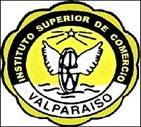 INSTITUTO SUPERIOR DE COMERCIO
VALPARAISO